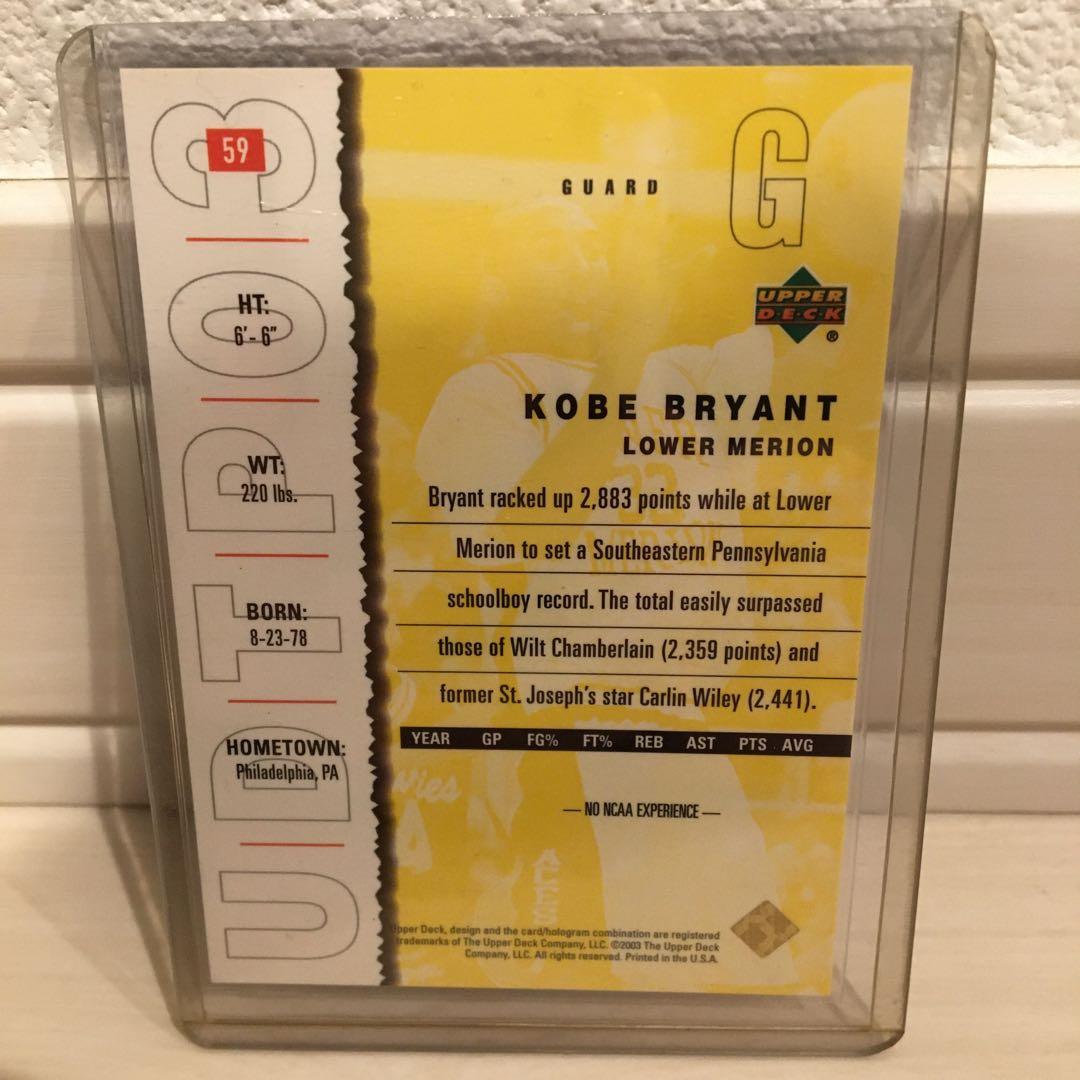 59
HT:
6'- 6"
WT:
220 lbs.
BORN:
8-23-78
HOMETOWN:
Philadelphia, PA
UDTPO3
G
GUARD
UPPER
D·E·C·K
®
KOBE BRYANT
LOWER MERION
Bryant racked up 2,883 points while at Lower
Merion to set a Southeastern Pennsylvania
schoolboy record. The total easily surpassed
those of Wilt Chamberlain (2,359 points) and
former St. Joseph's star Carlin Wiley (2,441).
YEAR GP FG% FT% REB AST PTS AVG
— NO NCAA EXPERIENCE —
Upper Deck, design and the card/hologram combination are registered
trademarks of The Upper Deck Company, LLC. ©2003 The Upper Deck
Company, LLC. All rights reserved. Printed in the U.S.A.